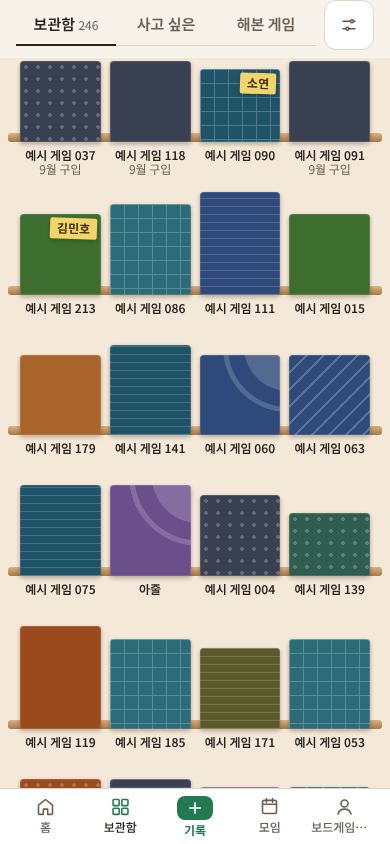 보관함 246 사고 싶은 해본 게임
소연
예시 게임 037 예시 게임 118 예시 게임 090 예시 게임 091
9월 구입 9월 구입 9월 구입
김민호
예시 게임 213 예시 게임 086 예시 게임 111 예시 게임 015
예시 게임 179 예시 게임 141 예시 게임 060 예시 게임 063
예시 게임 075 아줄 예시 게임 004 예시 게임 139
예시 게임 119 예시 게임 185 예시 게임 171 예시 게임 053
홈 보관함 기록 모임 보드게임…